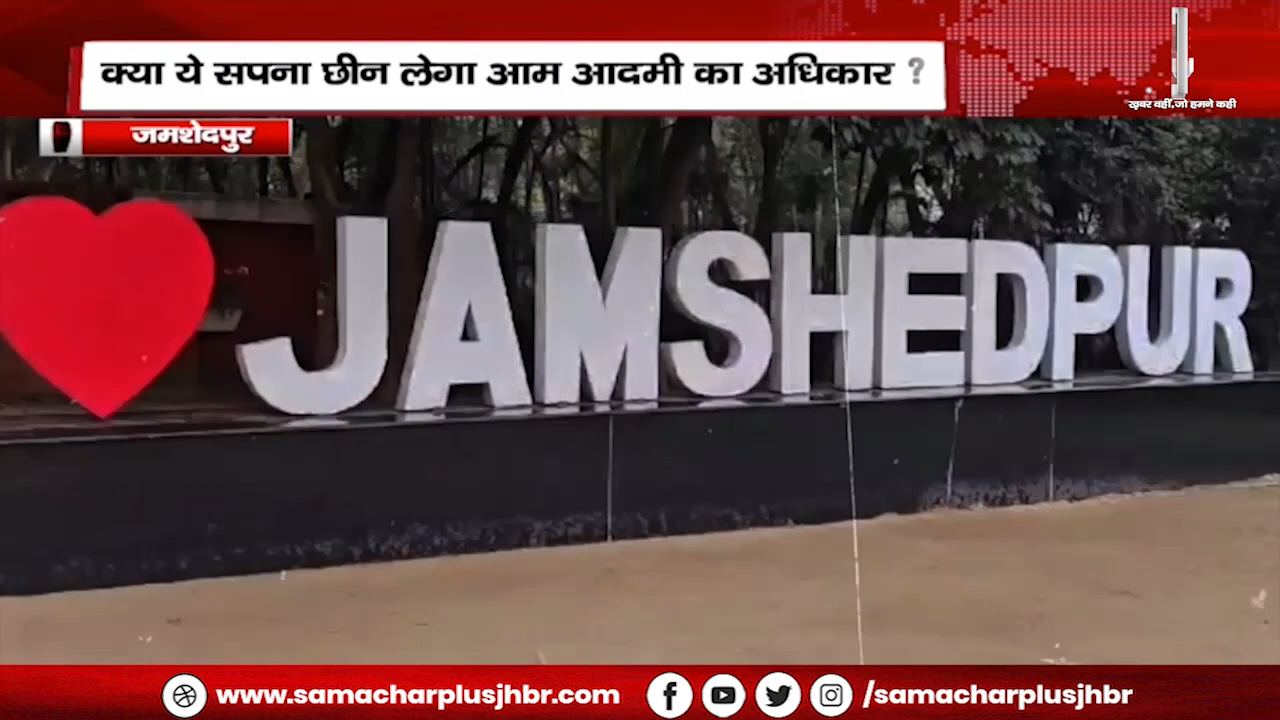 क्या ये सपना छीन लेगा आम आदमी का अधिकार ?
ख़बर वही, जो हमने कही
जमशेदपुर
JAMSHEDPUR
www.samacharplusjhbr.com
/samacharplusjhbr